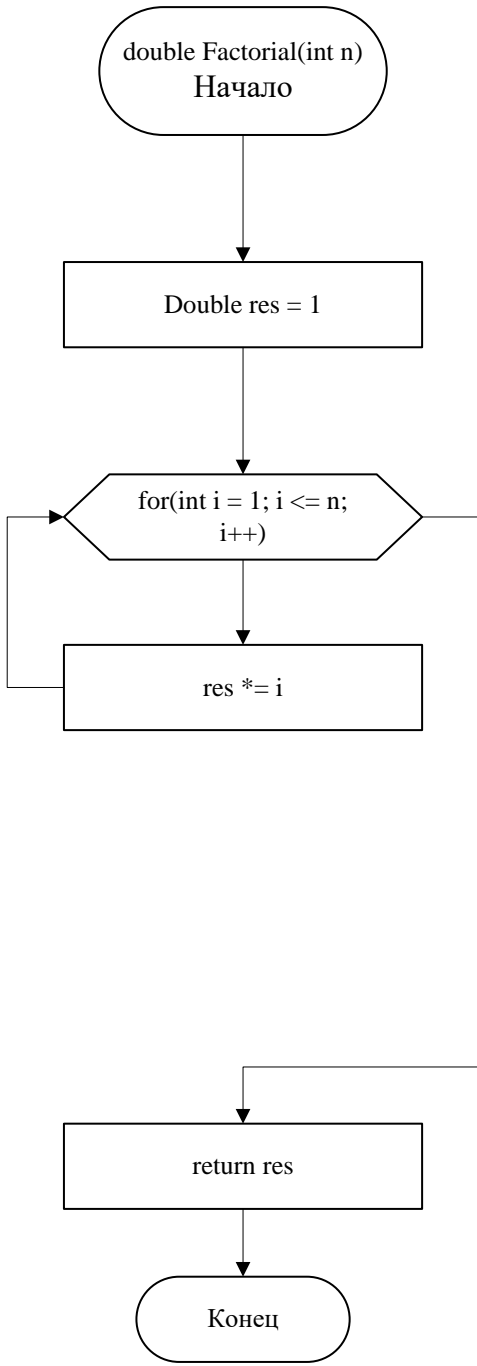 double Factorial(int n)
Начало
Double res = 1
for(int i = 1; i <= n;
i++)
res *= i
return res
Конец